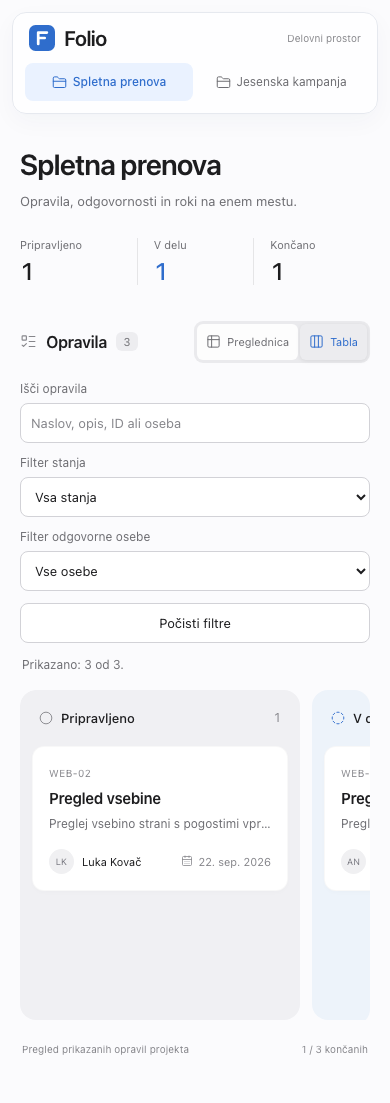 F Folio
Delovni prostor
Spletna prenova
Jesenska kampanja
Spletna prenova
Opravila, odgovornosti in roki na enem mestu.
Pripravljeno
V delu
Končano
1
1
1
Opravila 3
Preglednica
Tabla
Išči opravila
Naslov, opis, ID ali oseba
Filter stanja
Vsa stanja
Filter odgovorne osebe
Vse osebe
Počisti filtre
Prikazano: 3 od 3.
Pripravljeno 1
WEB-02
Pregled vsebine
Preglej vsebino strani s pogostimi vpr...
LK Luka Kovač
22. sep. 2026
V
WEB-
AN
Pregled prikazanih opravil projekta
1 / 3 končanih